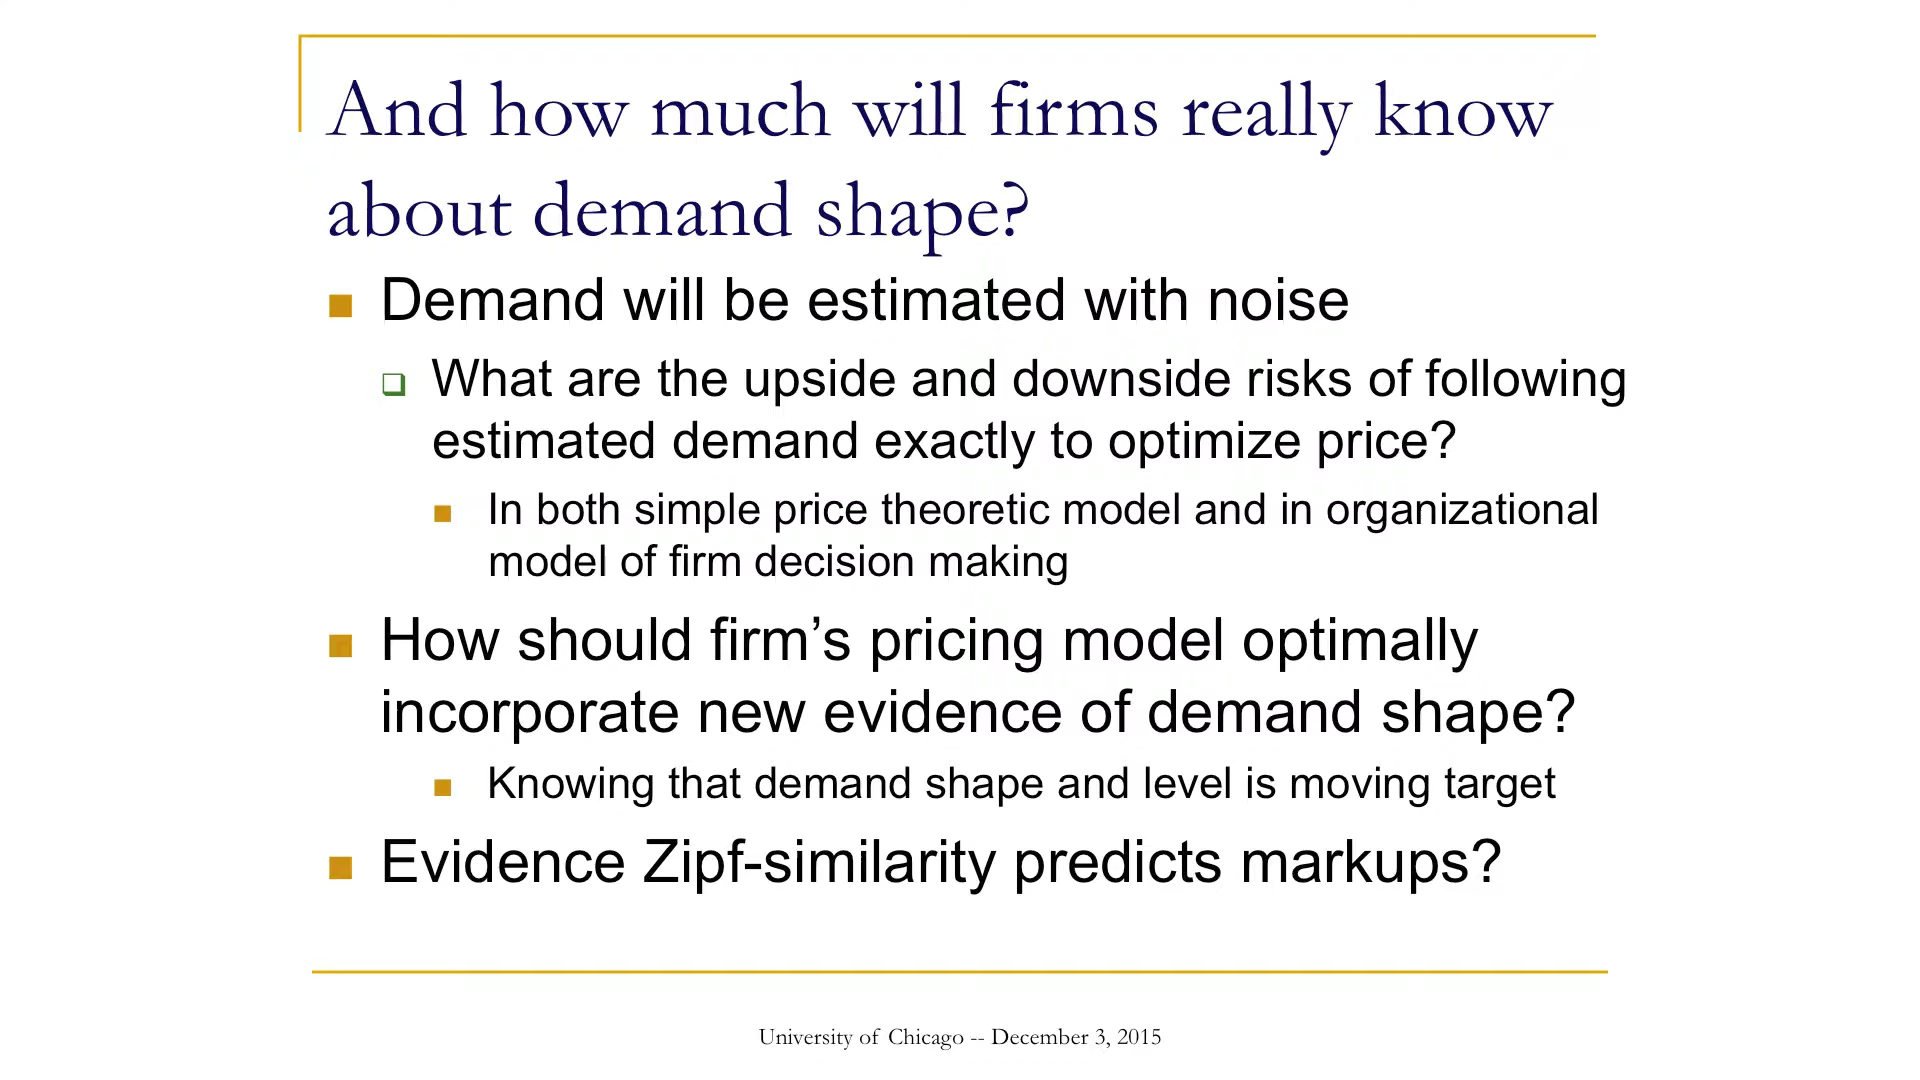 And how much will firms really know
about demand shape?
Demand will be estimated with noise
What are the upside and downside risks of following
estimated demand exactly to optimize price?
In both simple price theoretic model and in organizational
model of firm decision making
How should firm’s pricing model optimally
incorporate new evidence of demand shape?
Knowing that demand shape and level is moving target
Evidence Zipf-similarity predicts markups?
University of Chicago -- December 3, 2015